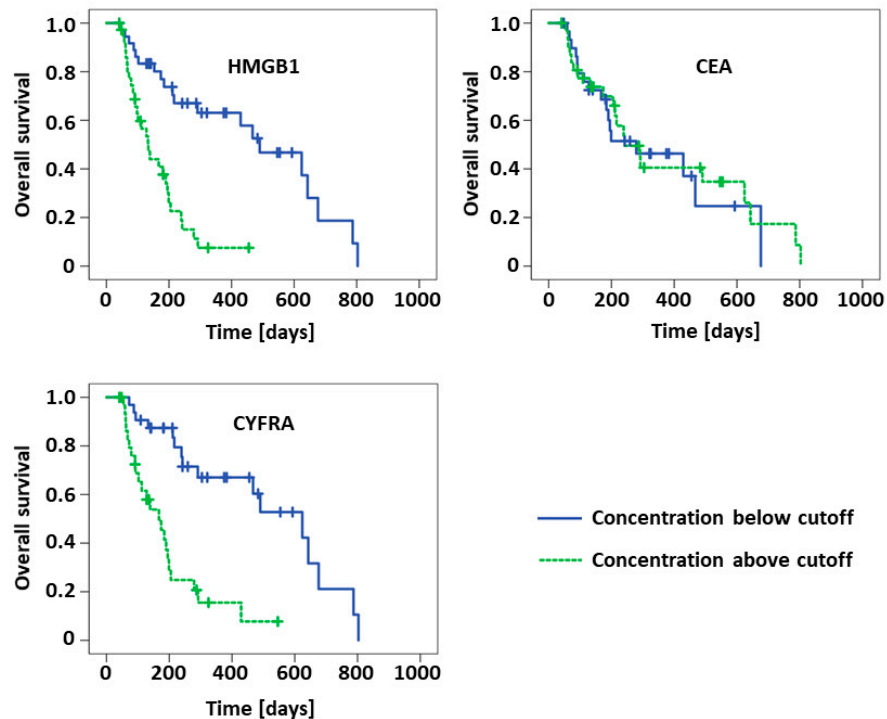 HMGB1
Overall survival
1.0
0.8
0.6
0.4
0.2
0
0 200 400 600 800 1000
Time [days]
CEA
Overall survival
1.0
0.8
0.6
0.4
0.2
0
0 200 400 600 800 1000
Time [days]
CYFRA
Overall survival
1.0
0.8
0.6
0.4
0.2
0
0 200 400 600 800 1000
Time [days]
Concentration below cutoff
Concentration above cutoff